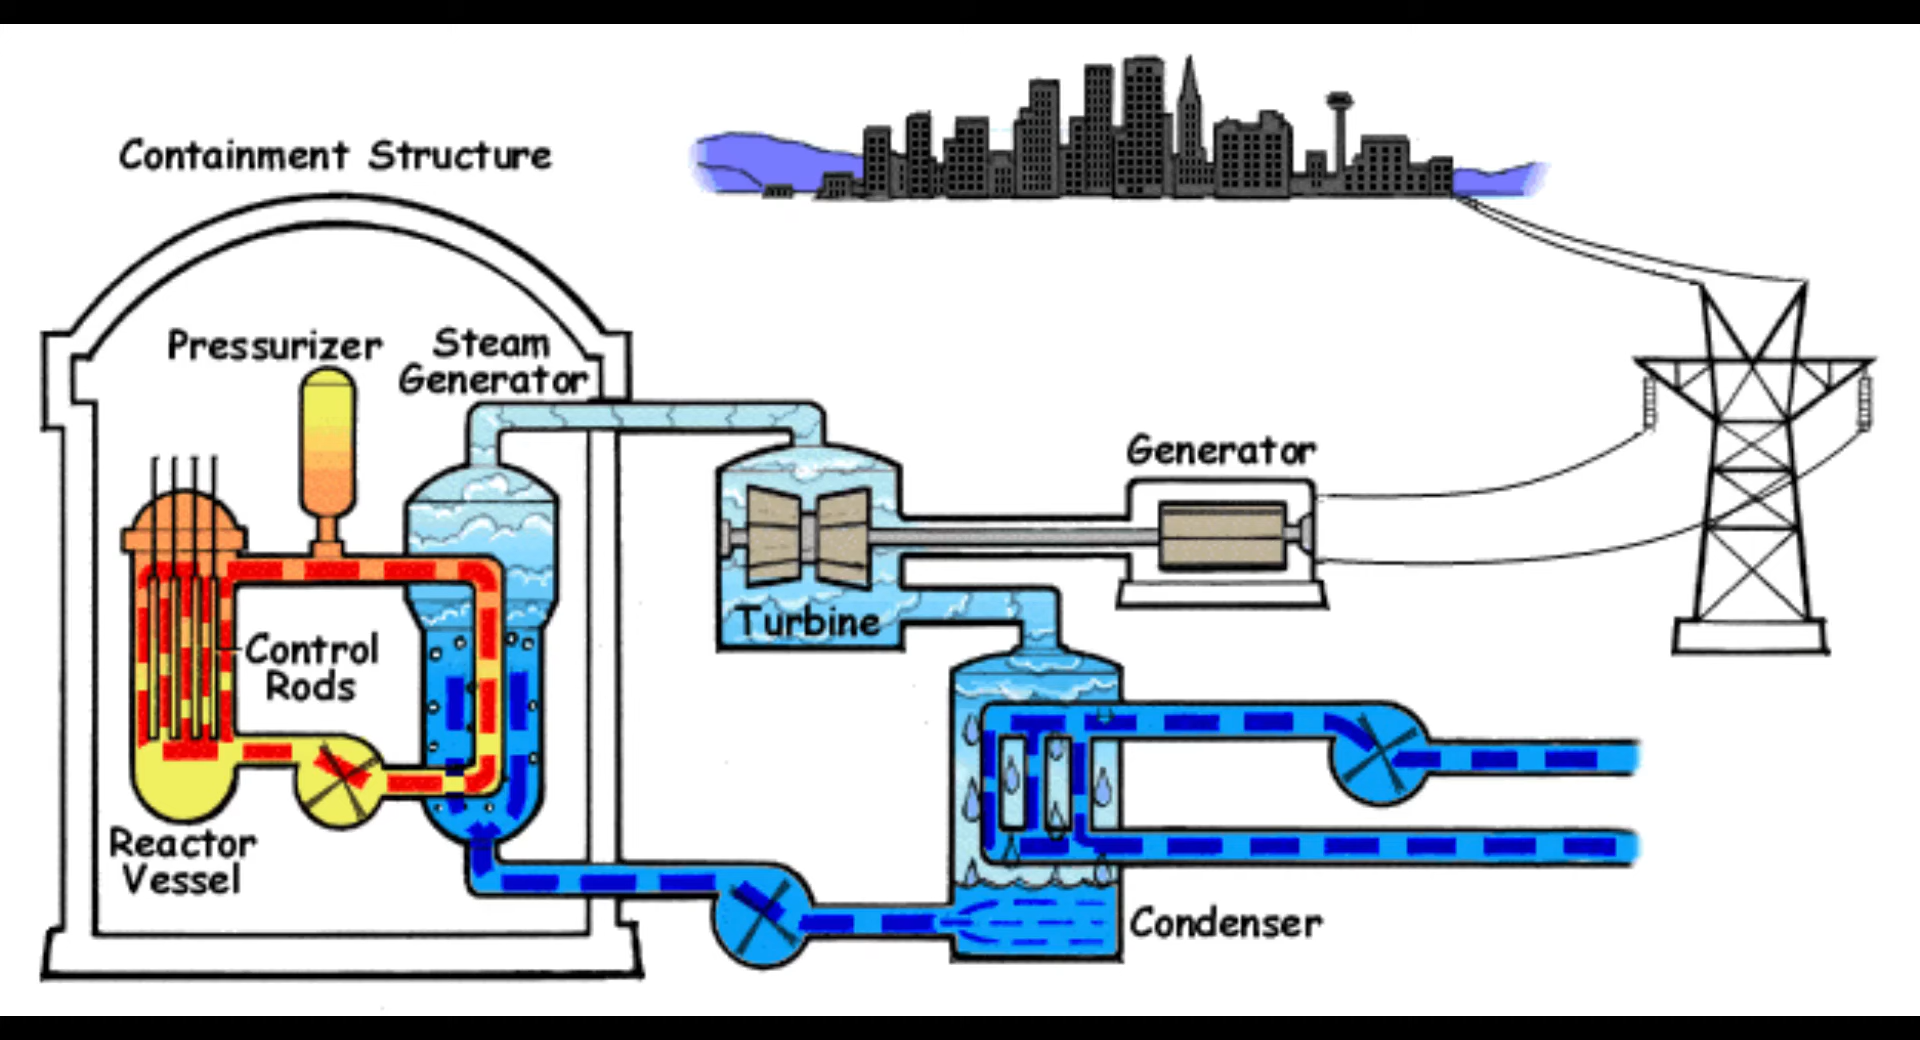 Containment Structure
Pressurizer
Steam
Generator
Generator
Control
Rods
Turbine
Reactor
Vessel
Condenser